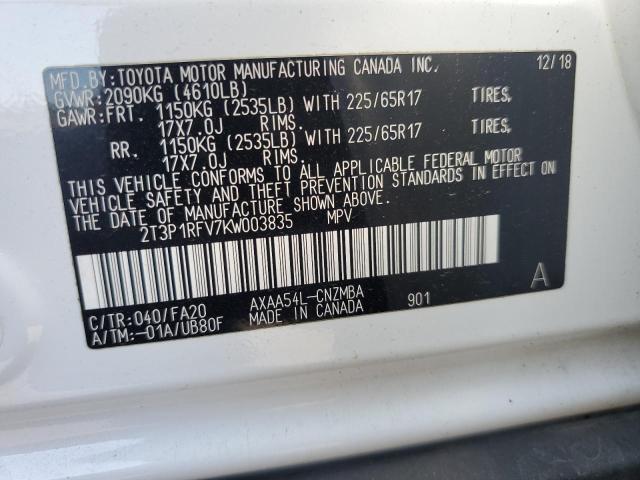 MFD.BY:TOYOTA MOTOR MANUFACTURING CANADA INC. 12/18
GVWR:2090KG (4610LB)
GAWR:FRT. 1150KG (2535LB) WITH 225/65R17 TIRES,
17X7.0J RIMS.
RR. 1150KG (2535LB) WITH 225/65R17 TIRES,
17X7.0J RIMS.
THIS VEHICLE CONFORMS TO ALL APPLICABLE FEDERAL MOTOR
VEHICLE SAFETY AND THEFT PREVENTION STANDARDS IN EFFECT ON
THE DATE OF MANUFACTURE SHOWN ABOVE.
2T3P1RFV7KW003835 MPV
C/TR:040/FA20 AXAA54L-CNZMBA 901 A
A/TM:-01A/UB80F MADE IN CANADA